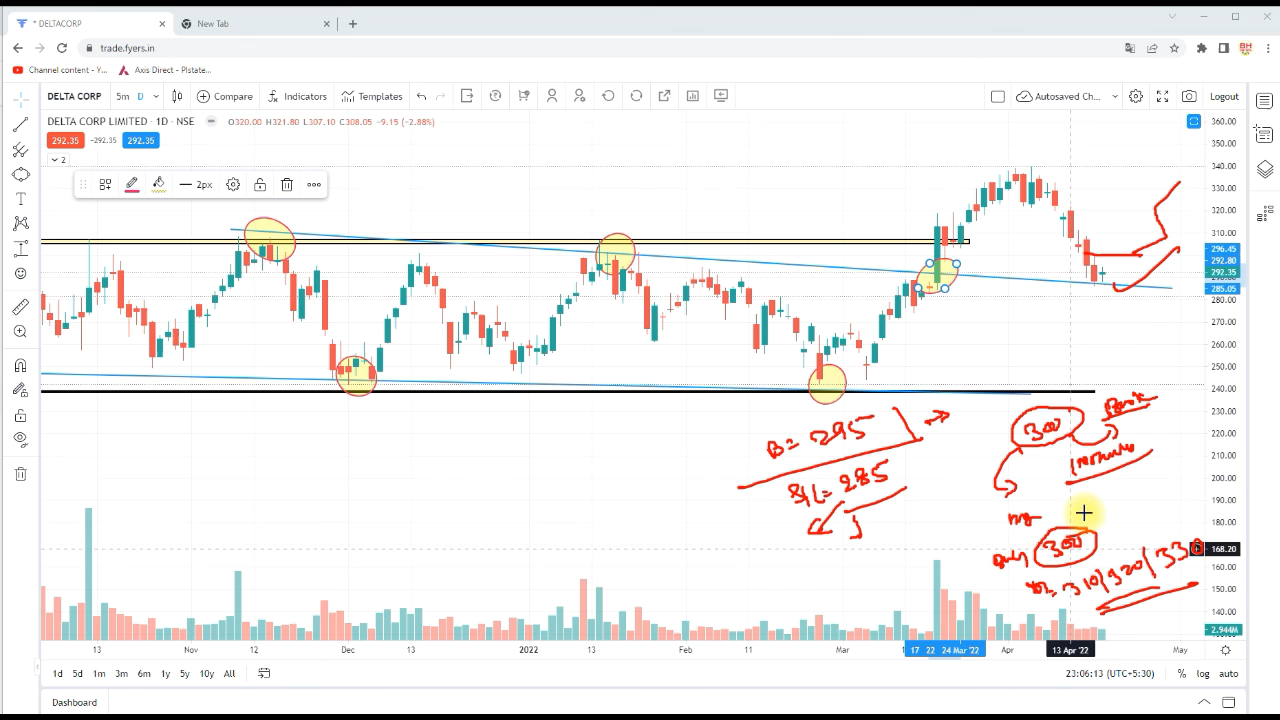 * DELTACORP
New Tab
trade.fyers.in
BH
Channel content - Y...
Axis Direct - Plstate...
DELTA CORP 5m D Compare Indicators Templates Autosaved Ch... Logout
DELTA CORP LIMITED · 1D · NSE O320.00 H321.80 L307.10 C308.05 -9.15 (-2.88%)
292.35 -292.35 292.35
2
2px
360.00
350.00
340.00
330.00
320.00
310.00
300.00
296.45
292.80
292.35
285.05
280.00
270.00
260.00
250.00
240.00
230.00
220.00
210.00
200.00
190.00
180.00
168.20
160.00
150.00
140.00
2.944M
B = 295
S/L = 285
300
only 300
310/320/330
13 Nov 12 Dec 13 2022 13 Feb 11 Mar 17 22 24 Mar '22 Apr 13 Apr '22 May
1d 5d 1m 3m 6m 1y 5y 10y All 23:06:13 (UTC+5:30) % log auto
Dashboard